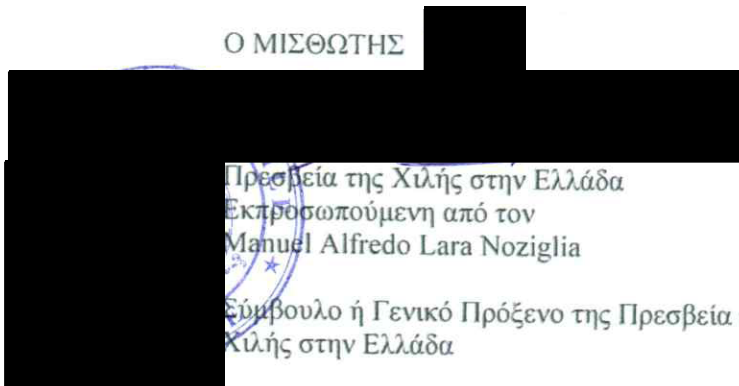 Ο ΜΙΣΘΩΤΗΣ
Πρεσβεία της Χιλής στην Ελλάδα
Εκπροσωπούμενη από τον
Manuel Alfredo Lara Noziglia
Σύμβουλο ή Γενικό Πρόξενο της Πρεσβεία
Χιλής στην Ελλάδα